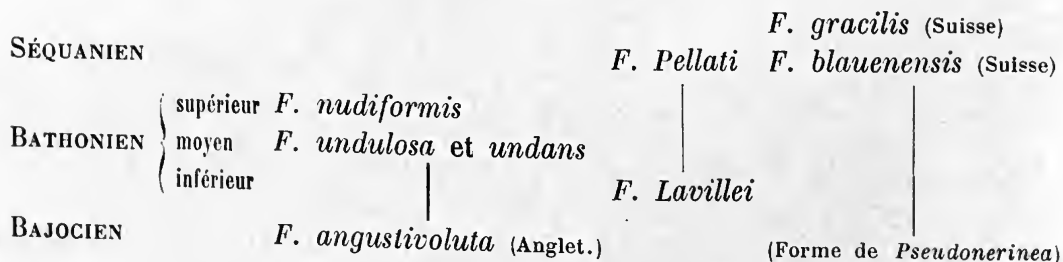 F. gracilis (Suisse)
SÉQUANIEN F. Pellati F. blauenensis (Suisse)
supérieur F. nudiformis
BATHONIEN moyen F. undulosa et undans
inférieur F. Lavillei
BAJOCIEN F. angustivoluta (Anglet.) (Forme de Pseudonerinea)